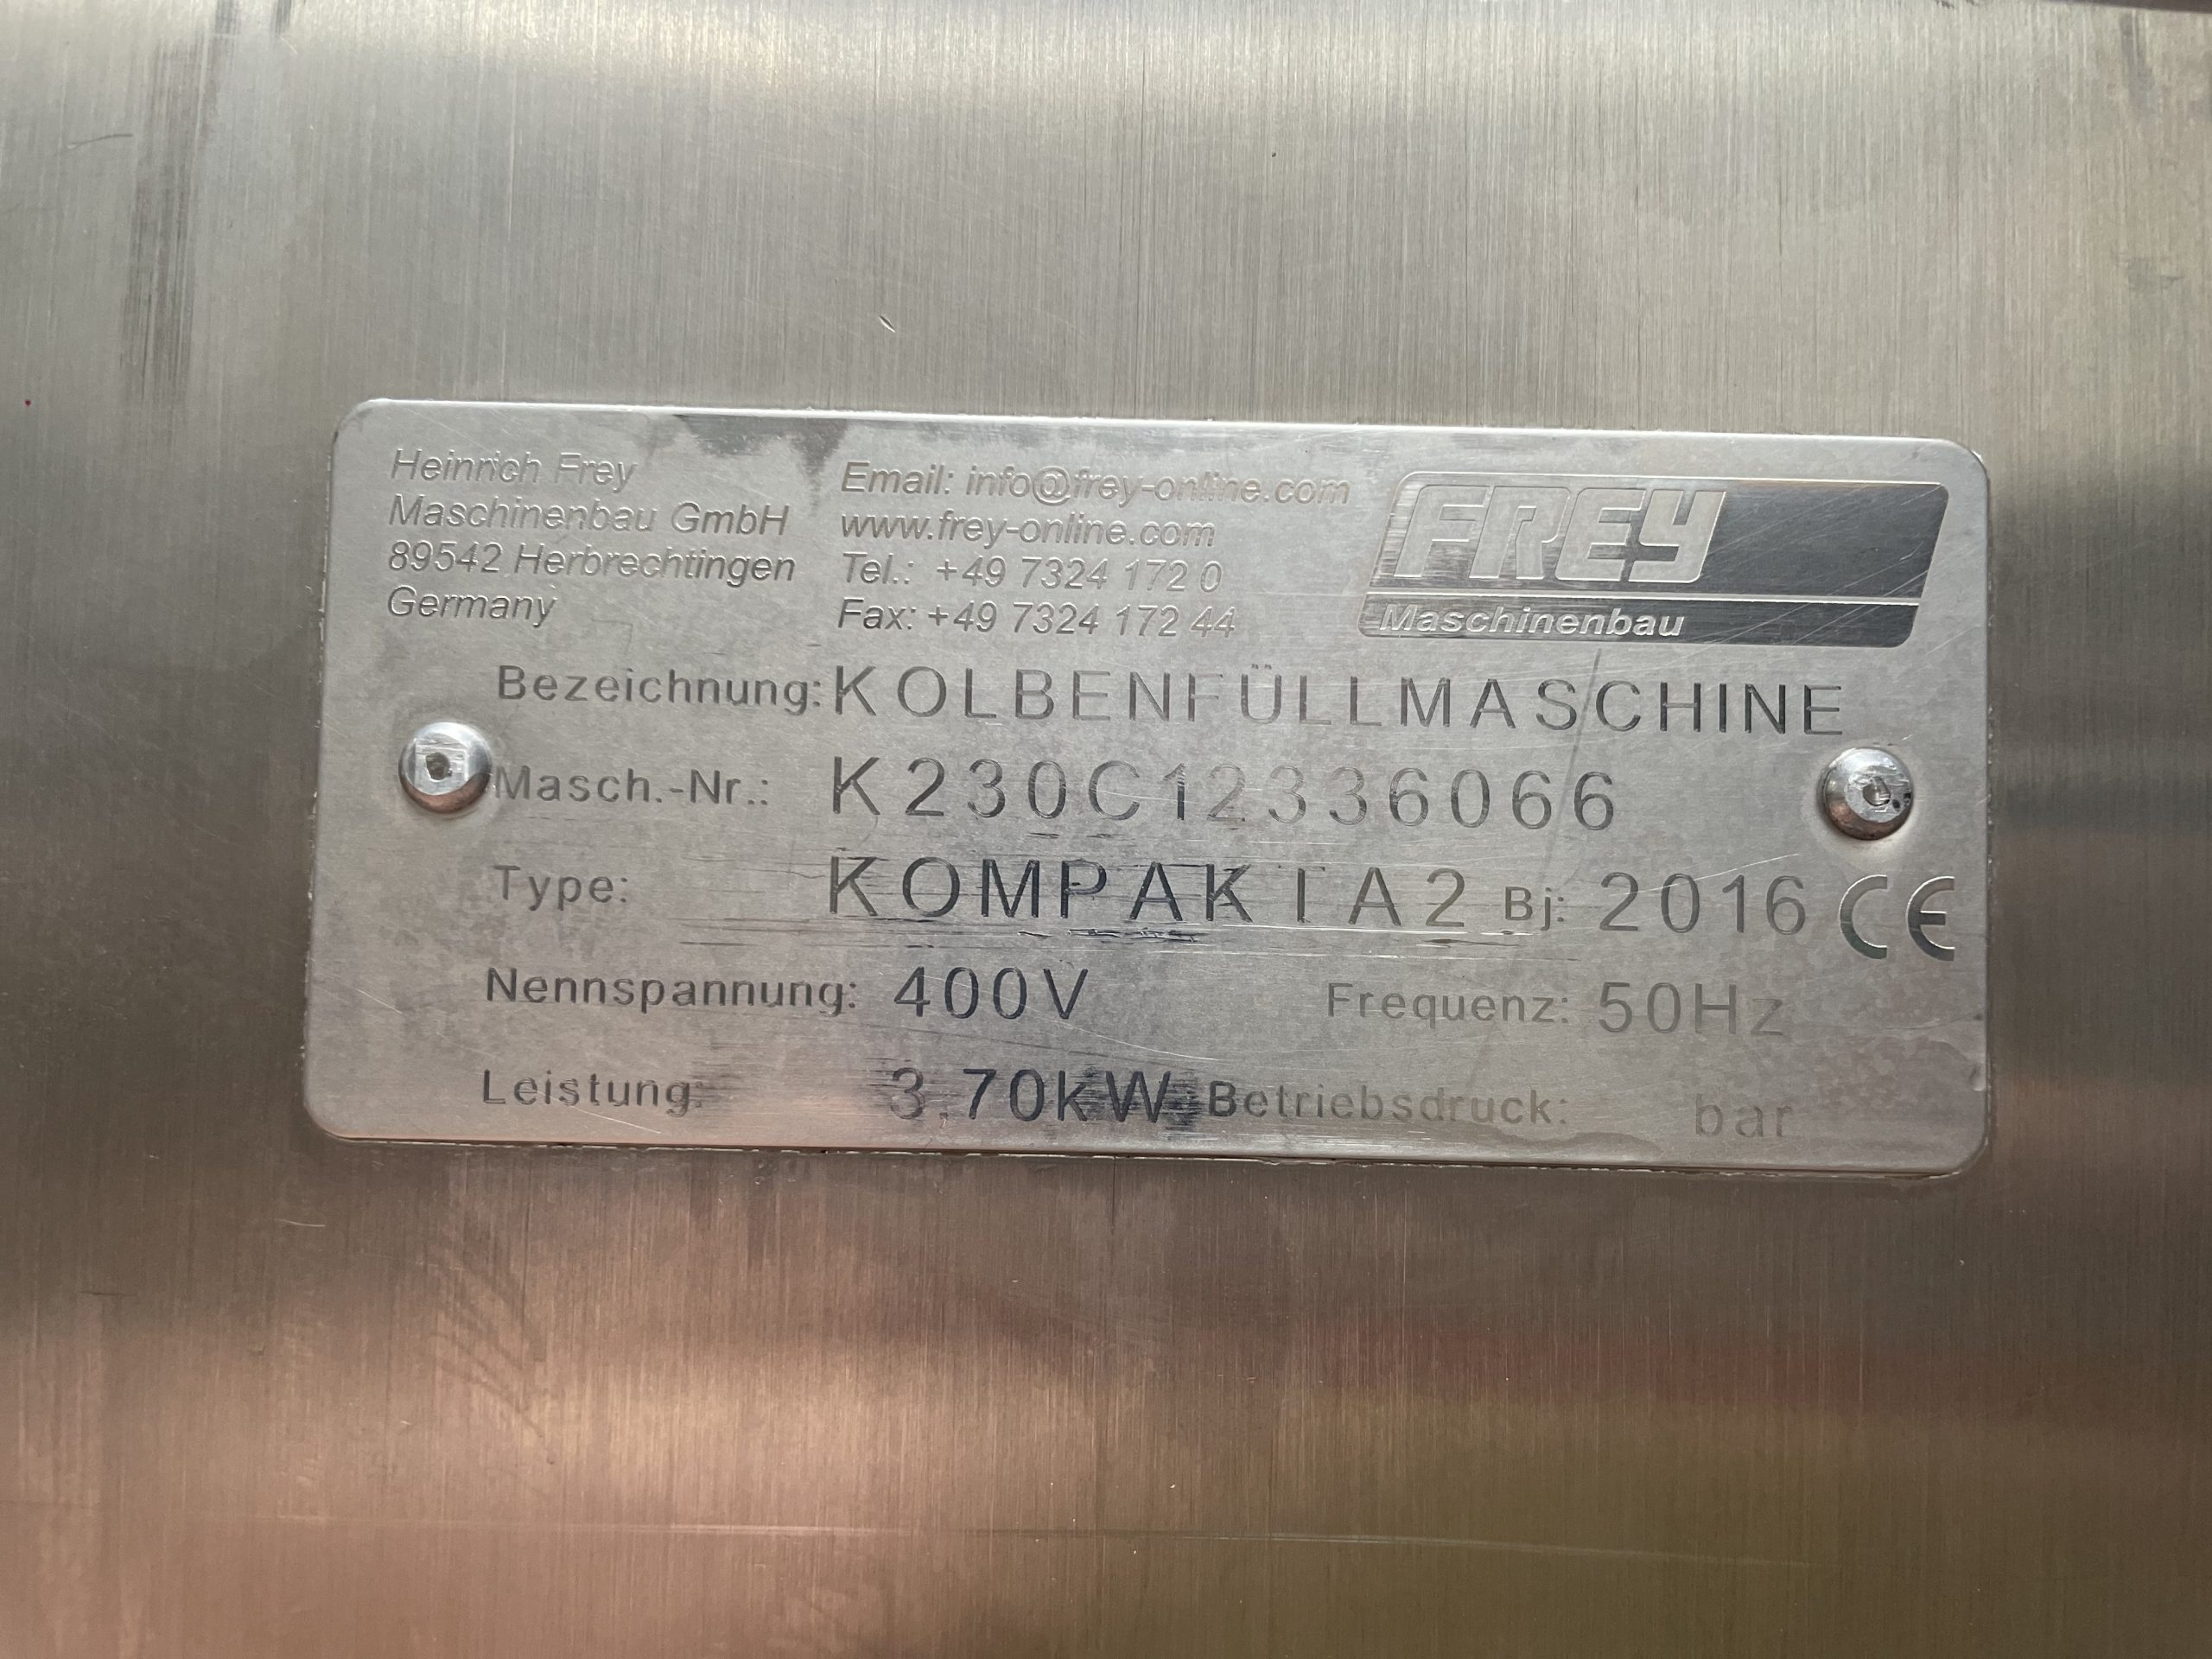 Heinrich Frey
Maschinenbau GmbH
89542 Herbrechtingen
Germany
Email: info@frey-online.com
www.frey-online.com
Tel.: +49 7324 172 0
Fax: +49 7324 172 44
FREY
Maschinenbau
Bezeichnung: KOLBENFÜLLMASCHINE
Masch.-Nr.: K230C12336066
Type: KOMPAKTA2 Bj: 2016 CE
Nennspannung: 400V Frequenz: 50Hz
Leistung: 3,70kW Betriebsdruck: bar